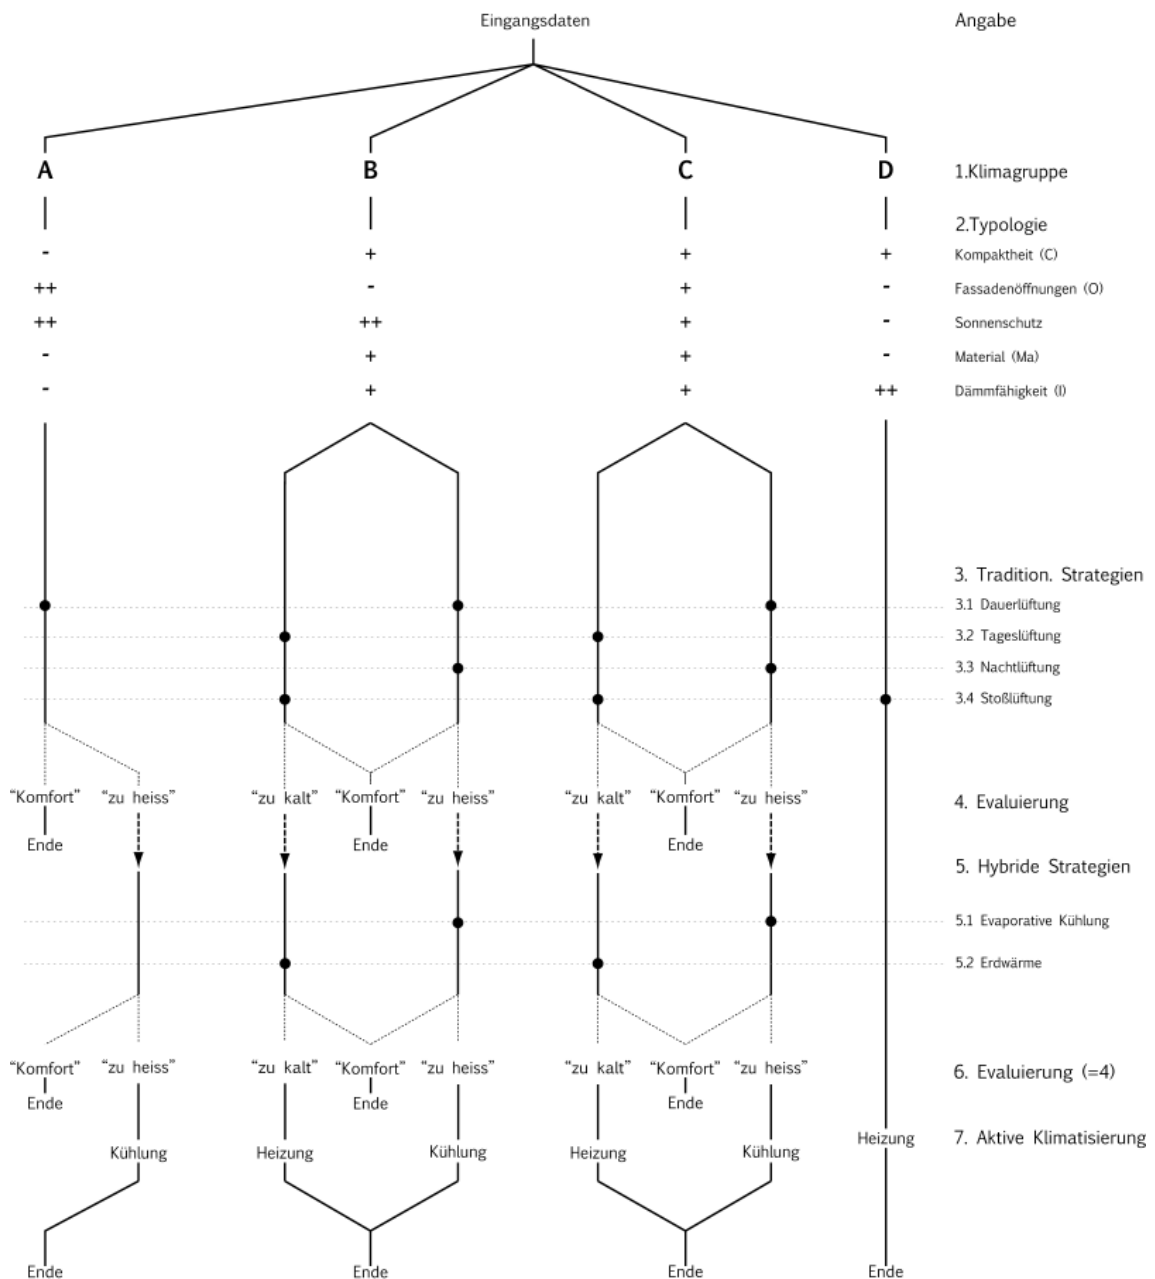 Eingangsdaten Angabe
A B C D 1.Klimagruppe
2.Typologie
- + + + Kompaktheit (C)
++ - + - Fassadenöffnungen (O)
++ ++ + - Sonnenschutz
- + + - Material (Ma)
- + + ++ Dämmfähigkeit (I)
3. Tradition. Strategien
3.1 Dauerlüftung
3.2 Tageslüftung
3.3 Nachtlüftung
3.4 Stoßlüftung
“Komfort” “zu heiss” “zu kalt” “Komfort” “zu heiss” “zu kalt” “Komfort” “zu heiss” 4. Evaluierung
Ende Ende Ende
5. Hybride Strategien
5.1 Evaporative Kühlung
5.2 Erdwärme
“Komfort” “zu heiss” “zu kalt” “Komfort” “zu heiss” “zu kalt” “Komfort” “zu heiss” 6. Evaluierung (=4)
Ende Ende Ende
Heizung 7. Aktive Klimatisierung
Kühlung Heizung Kühlung Heizung Kühlung
Ende Ende Ende Ende